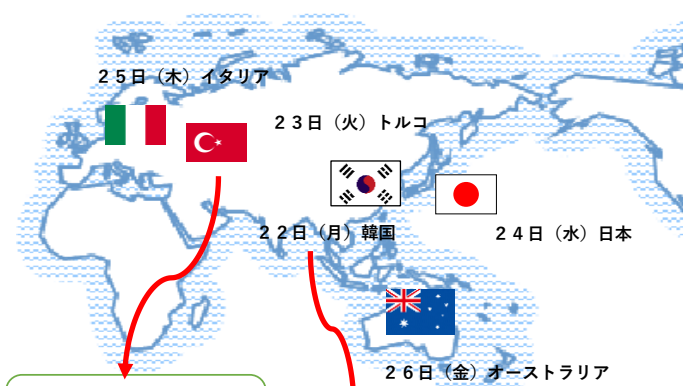 ２５日（木）イタリア
２３日（火）トルコ
２２日（月）韓国
２４日（水）日本
２６日（金）オーストラリア